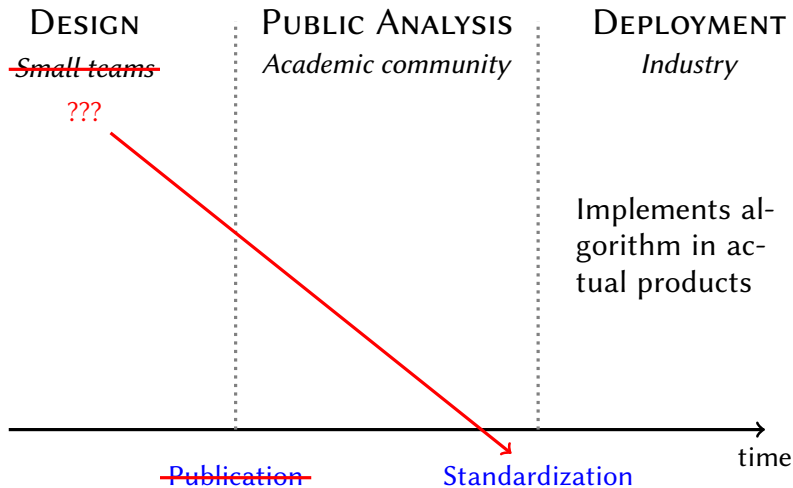 DESIGN
PUBLIC ANALYSIS
DEPLOYMENT
Small teams
Academic community
Industry
???
Implements al-
gorithm in ac-
tual products
time
Publication
Standardization